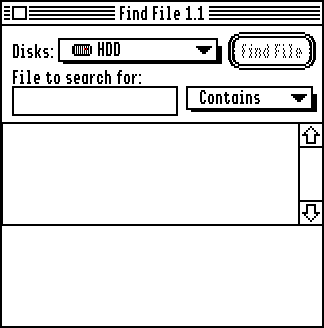 Find File 1.1
Disks: HDD
Find File
File to search for:
Contains